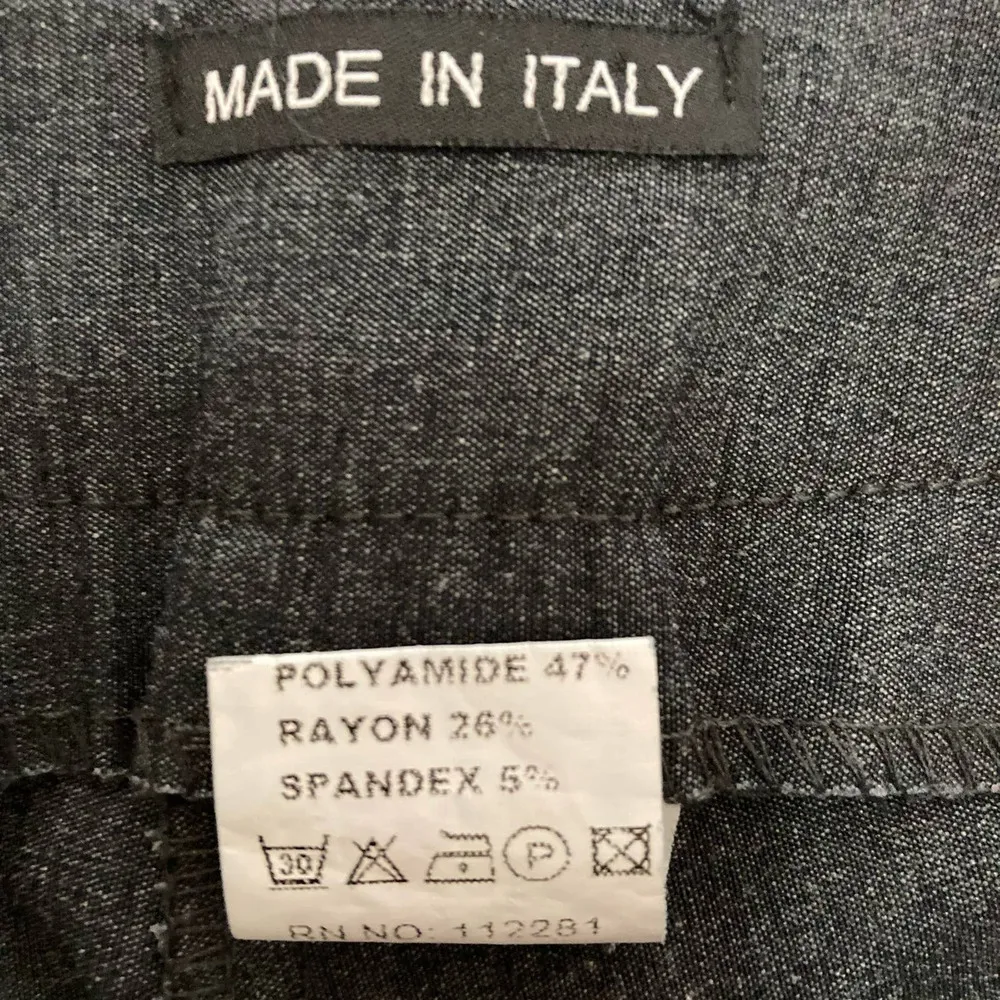 MADE IN ITALY
POLYAMIDE 47%
RAYON 26%
SPANDEX 5%
30 P
RN NO: 112281